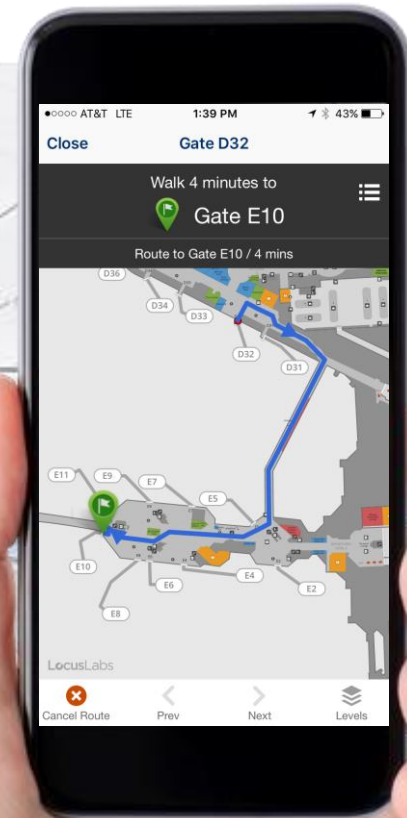 AT&T LTE 1:39 PM 43%
Close Gate D32
Walk 4 minutes to
Gate E10
Route to Gate E10 / 4 mins
D36
D34
D33
D32
D31
E11
E9
E7
E5
E10
E8
E6
E4
E2
LocusLabs
Cancel Route Prev Next Levels